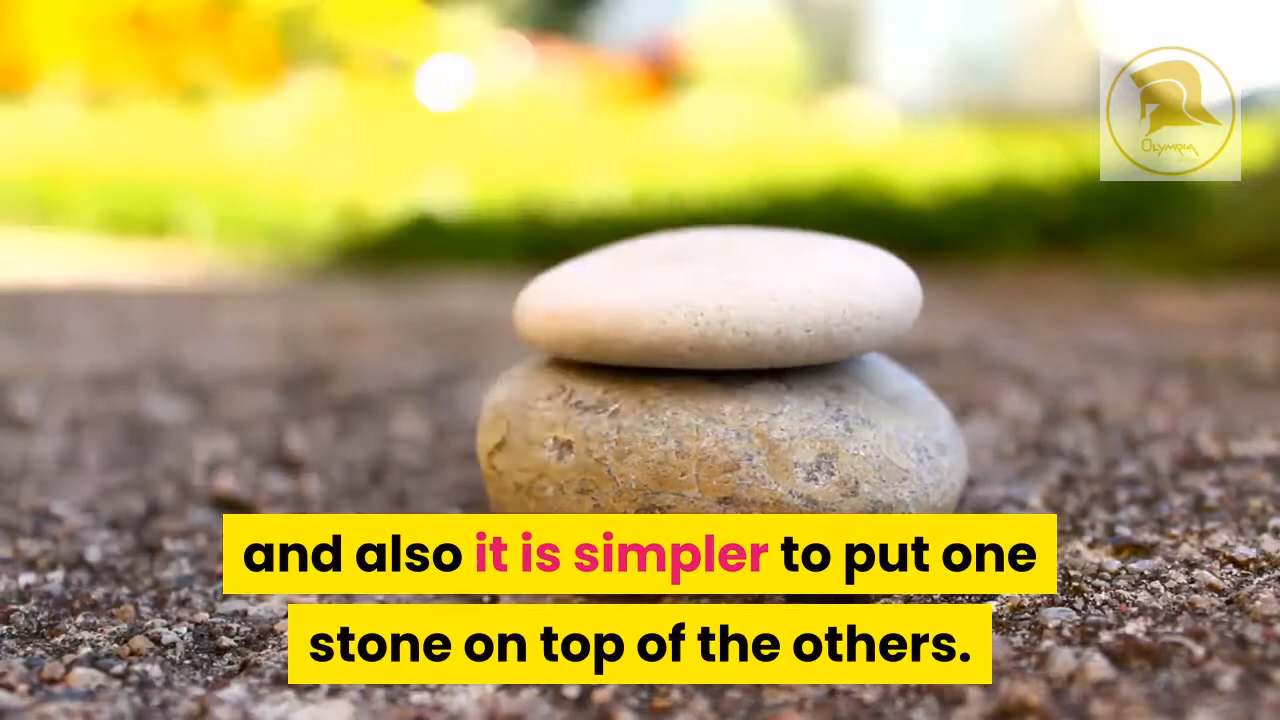 Olympia
and also it is simpler to put one
stone on top of the others.